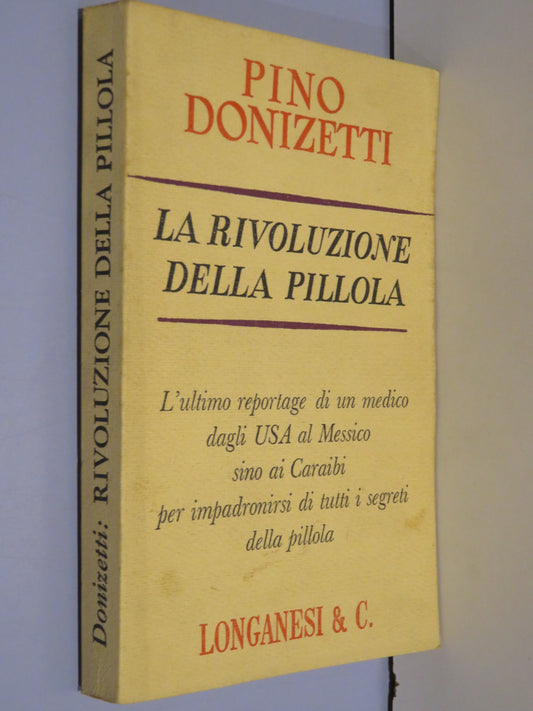 PINO
DONIZETTI
LA RIVOLUZIONE
DELLA PILLOLA
L'ultimo reportage di un medico
dagli USA al Messico
sino ai Caraibi
per impadronirsi di tutti i segreti
della pillola
LONGANESI & C.
Donizetti: RIVOLUZIONE DELLA PILLOLA